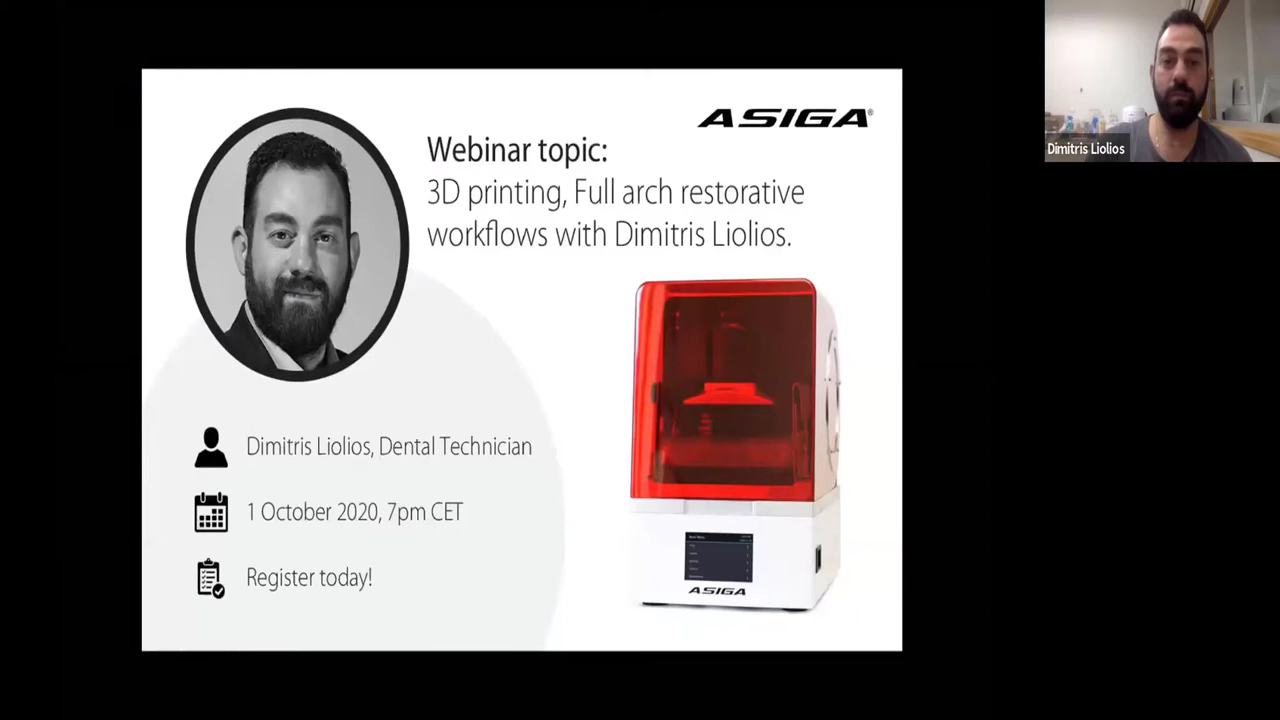 ASIGA®
Webinar topic:
3D printing, Full arch restorative
workflows with Dimitris Liolios.
Dimitris Liolios, Dental Technician
1 October 2020, 7pm CET
Register today!
ASIGA
Dimitris Liolios